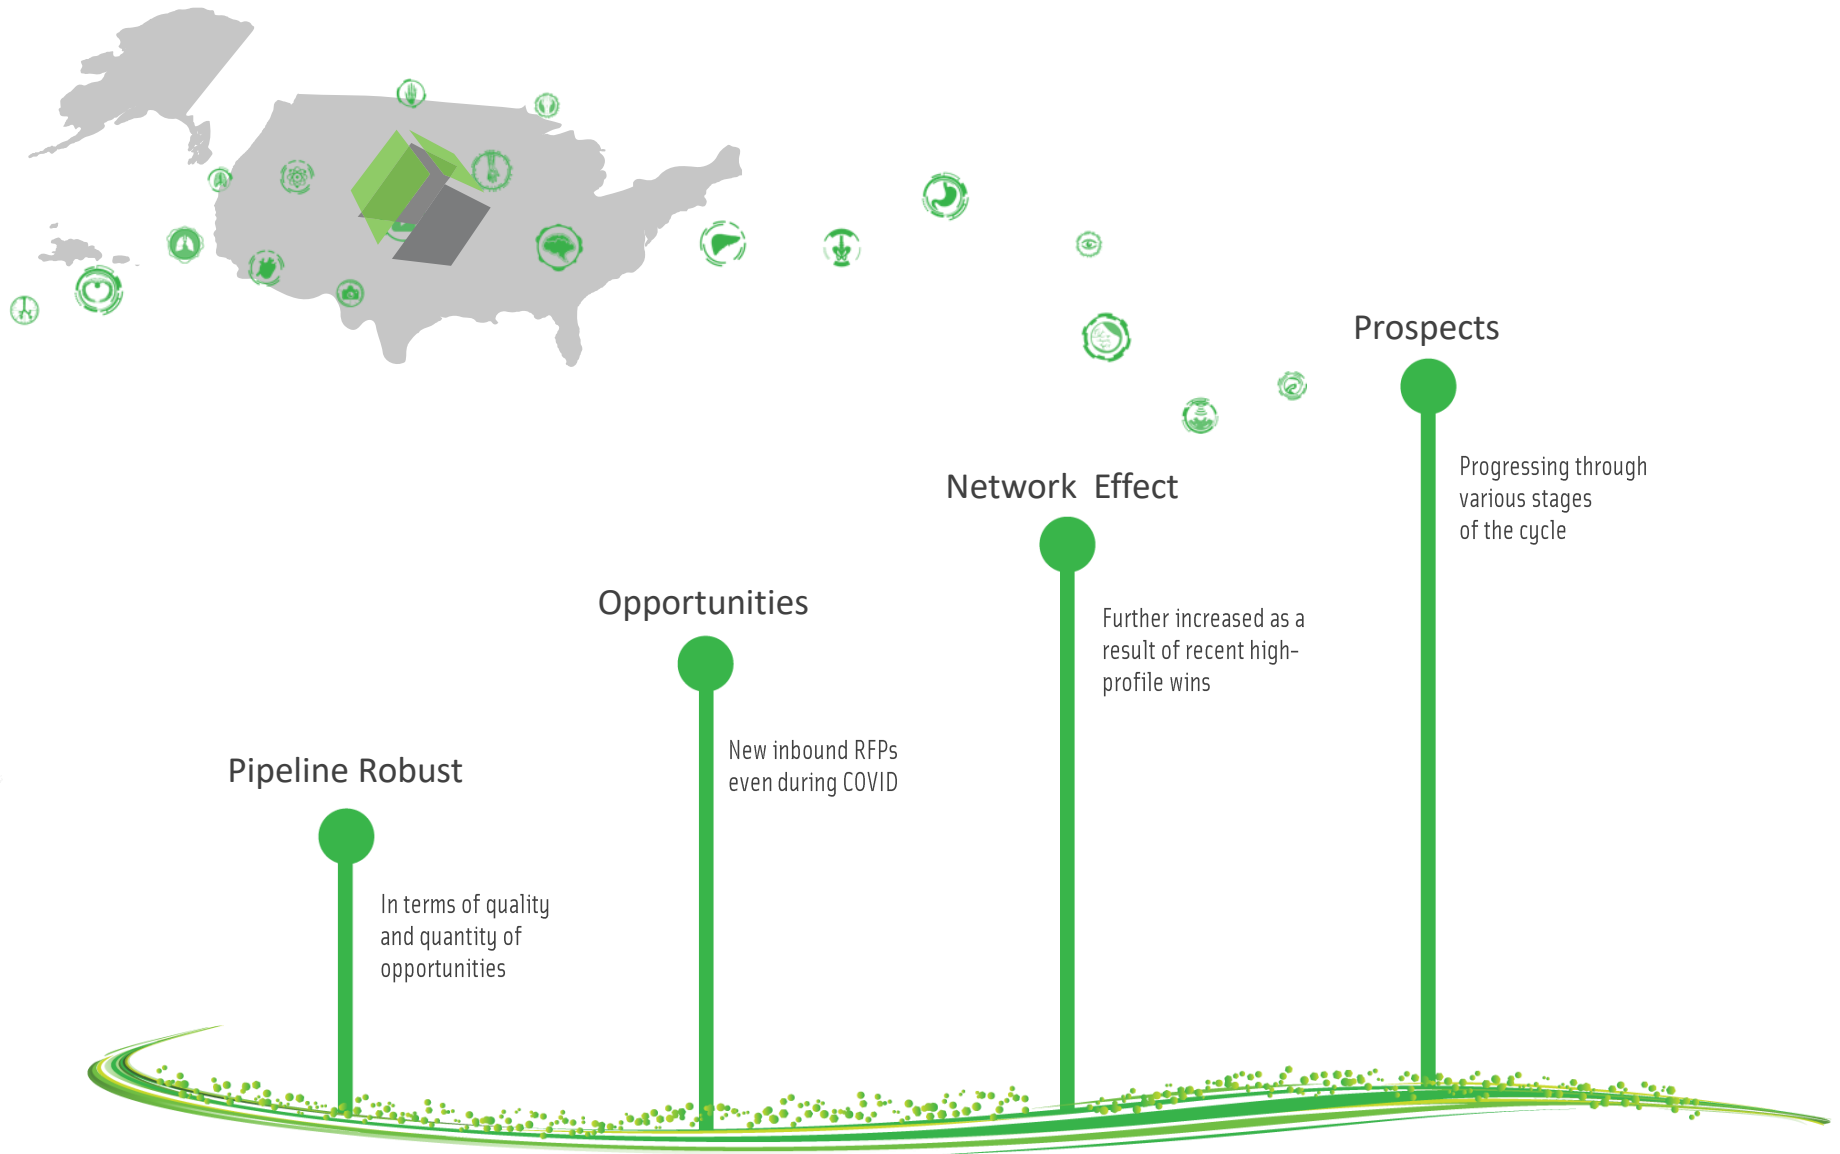 Prospects
Progressing through
various stages
of the cycle
Network Effect
Further increased as a
result of recent high-
profile wins
Opportunities
New inbound RFPs
even during COVID
Pipeline Robust
In terms of quality
and quantity of
opportunities